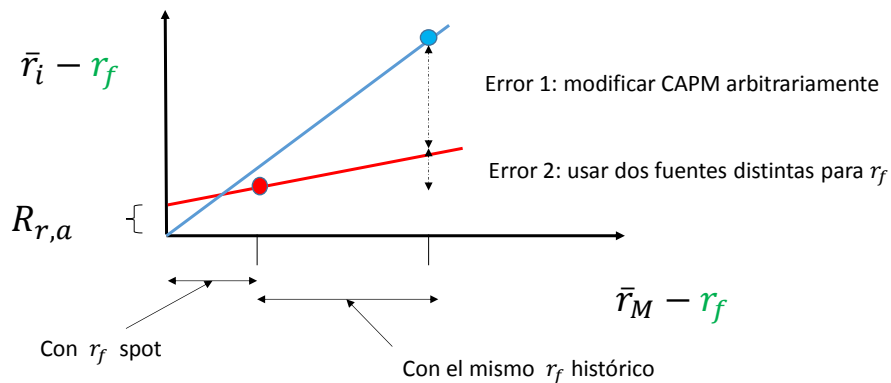 r̄ᵢ − r_f
Error 1: modificar CAPM arbitrariamente
Error 2: usar dos fuentes distintas para r_f
R_{r,a}
r̄_M − r_f
Con r_f spot
Con el mismo r_f histórico